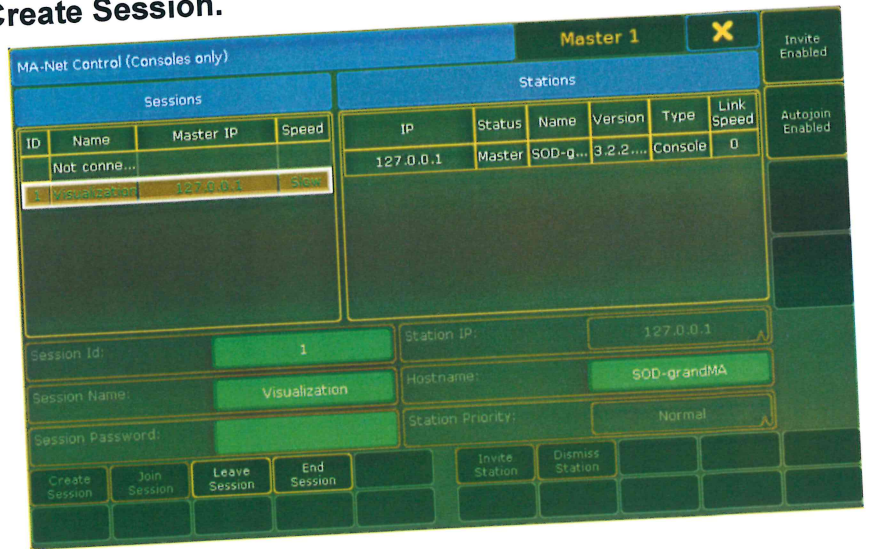 Create Session.
MA-Net Control (Consoles only)
Master 1
Invite Enabled
Sessions
Stations
ID Name Master IP Speed
IP Status Name Version Type Link Speed
Autojoin Enabled
Not conne...
127.0.0.1 Master SOD-g... 3.2.2.... Console 0
1 Visualization 127.0.0.1 Slow
Session Id: 1
Station IP: 127.0.0.1
Session Name: Visualization
Hostname: SOD-grandMA
Session Password:
Station Priority: Normal
Create Session
Join Session
Leave Session
End Session
Invite Station
Dismiss Station